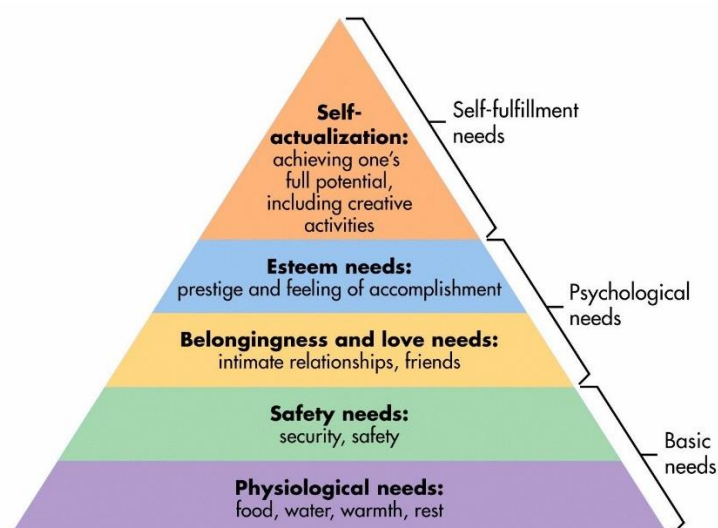 Self-
actualization:
achieving one's
full potential,
including creative
activities
Self-fulfillment
needs
Esteem needs:
prestige and feeling of accomplishment
Psychological
needs
Belongingness and love needs:
intimate relationships, friends
Safety needs:
security, safety
Basic
needs
Physiological needs:
food, water, warmth, rest